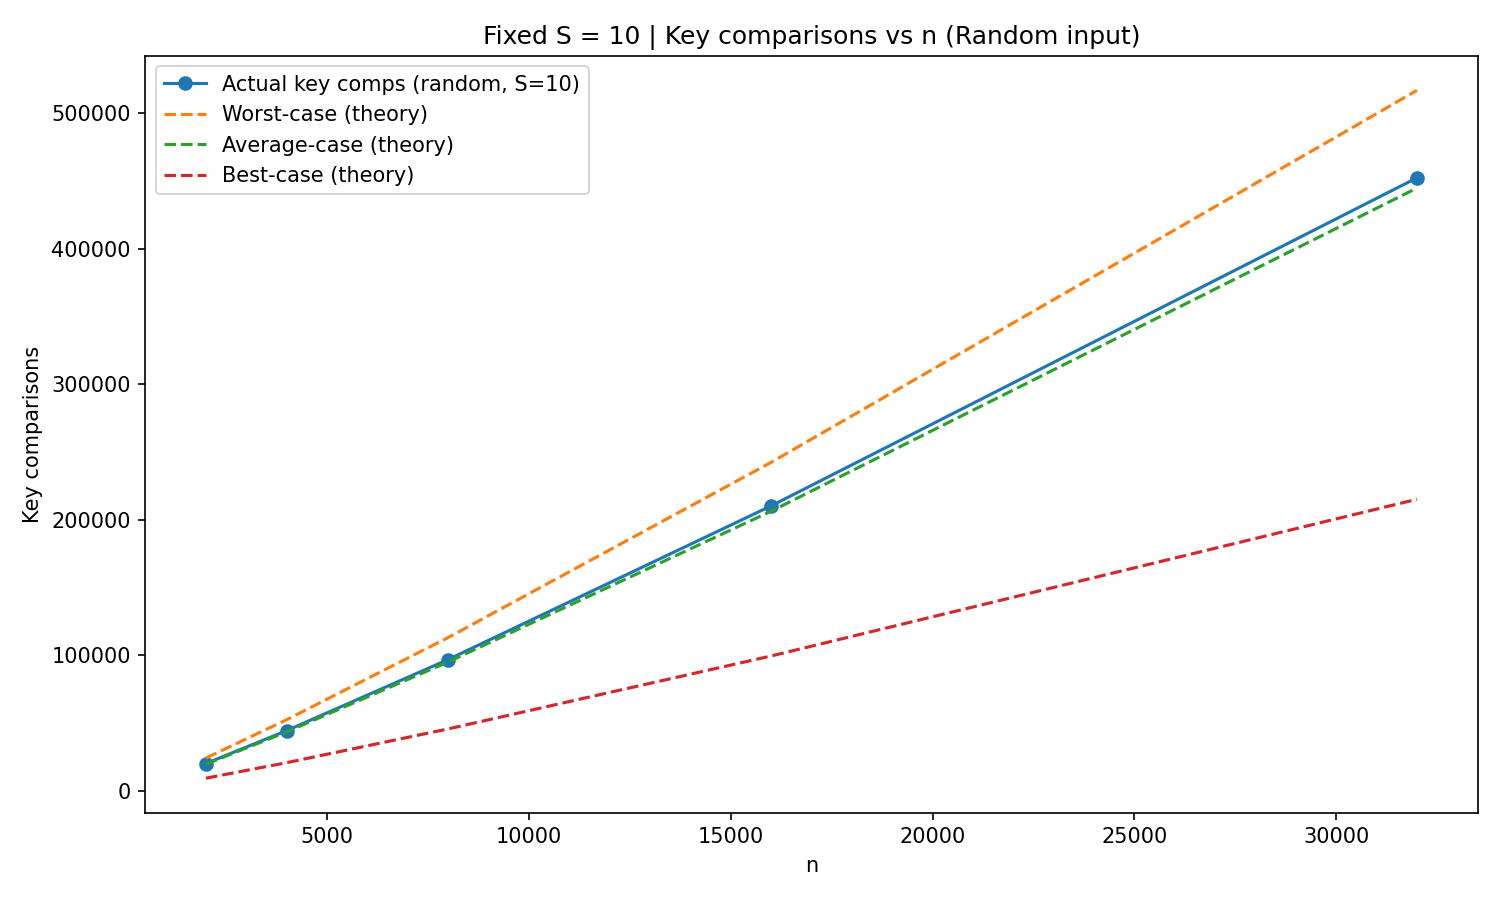 Fixed S = 10 | Key comparisons vs n (Random input)
Actual key comps (random, S=10)
Worst-case (theory)
Average-case (theory)
Best-case (theory)
Key comparisons
500000
400000
300000
200000
100000
0
5000
10000
15000
20000
25000
30000
n